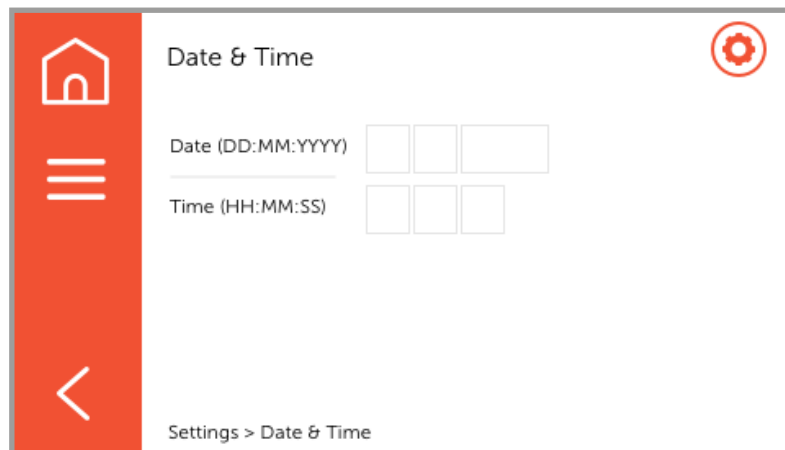 Date & Time
Date (DD:MM:YYYY)
Time (HH:MM:SS)
Settings > Date & Time